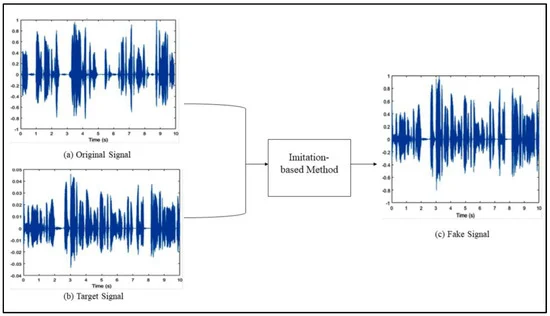 1
0.8
0.6
0.4
0.2
0
-0.2
-0.4
-0.6
-0.8
-1
0 1 2 3 4 5 6 7 8 9 10
Time (s)
(a) Original Signal
0.05
0.04
0.03
0.02
0.01
0
-0.01
-0.02
-0.03
-0.04
0 1 2 3 4 5 6 7 8 9 10
Time (s)
(b) Target Signal
Imitation-
based Method
1
0.8
0.6
0.4
0.2
0
-0.2
-0.4
-0.6
-0.8
-1
0 1 2 3 4 5 6 7 8 9 10
Time (s)
(c) Fake Signal